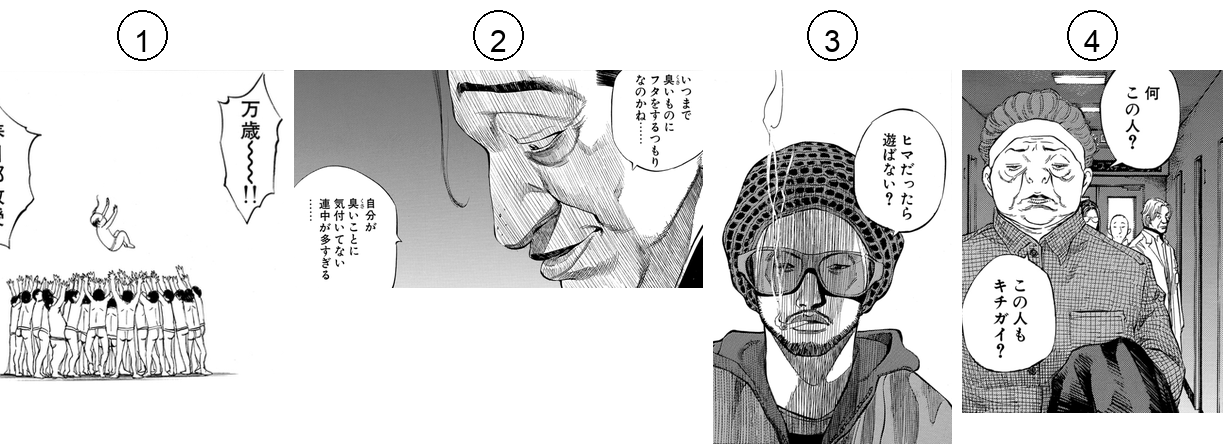 1
2
3
4
万歳~~~!!
いつまで
臭いものに
フタをするつもり
なのかね……
自分が
臭いことに
気付いてない
連中が多すぎる
……
ヒマだったら
遊ばない?
何
この人?
この人も
キチガイ?